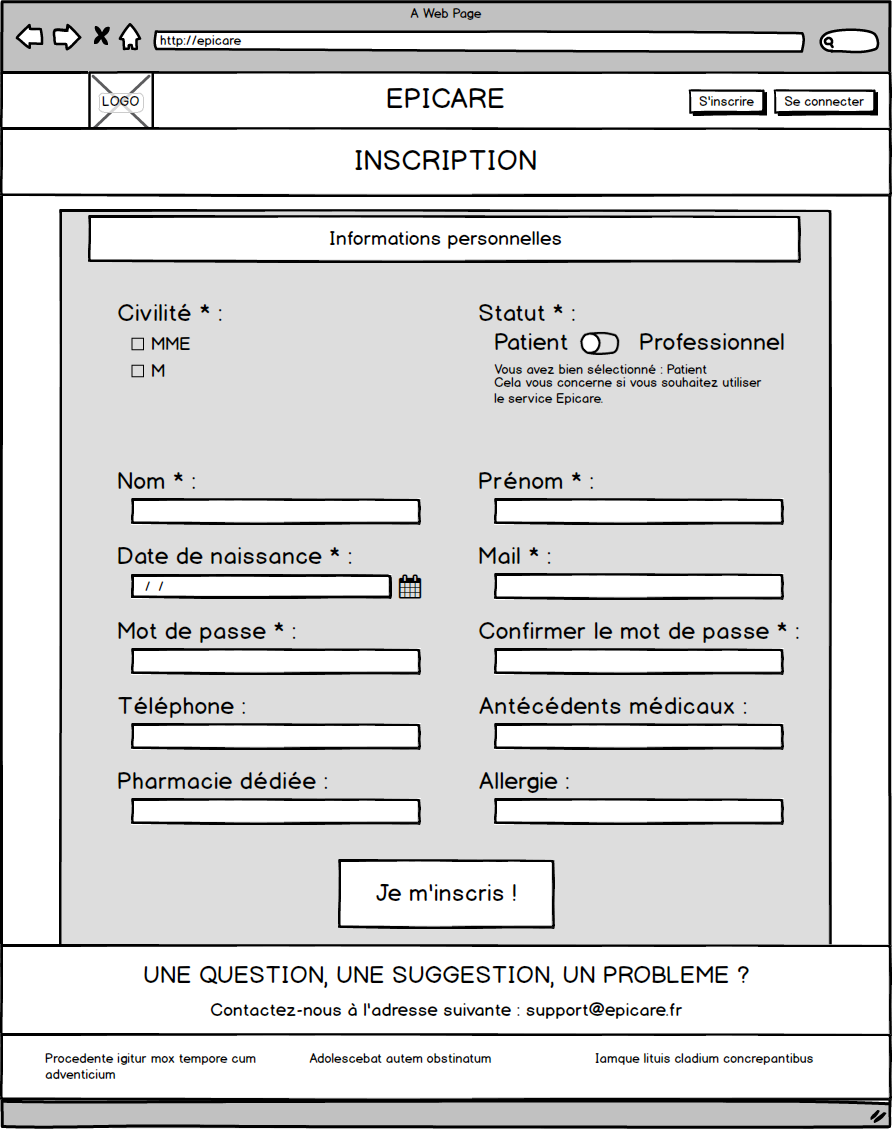 A Web Page
http://epicare
LOGO
EPICARE
S'inscrire
Se connecter
INSCRIPTION
Informations personnelles
Civilité * :
MME
M
Statut * :
Patient
Professionnel
Vous avez bien sélectionné : Patient
Cela vous concerne si vous souhaitez utiliser
le service Epicare.
Nom * :
Prénom * :
Date de naissance * :
/ /
Mail * :
Mot de passe * :
Confirmer le mot de passe * :
Téléphone :
Antécédents médicaux :
Pharmacie dédiée :
Allergie :
Je m'inscris !
UNE QUESTION, UNE SUGGESTION, UN PROBLEME ?
Contactez-nous à l'adresse suivante : support@epicare.fr
Procedente igitur mox tempore cum
adventicium
Adolescebat autem obstinatum
Iamque lituis cladium concrepantibus